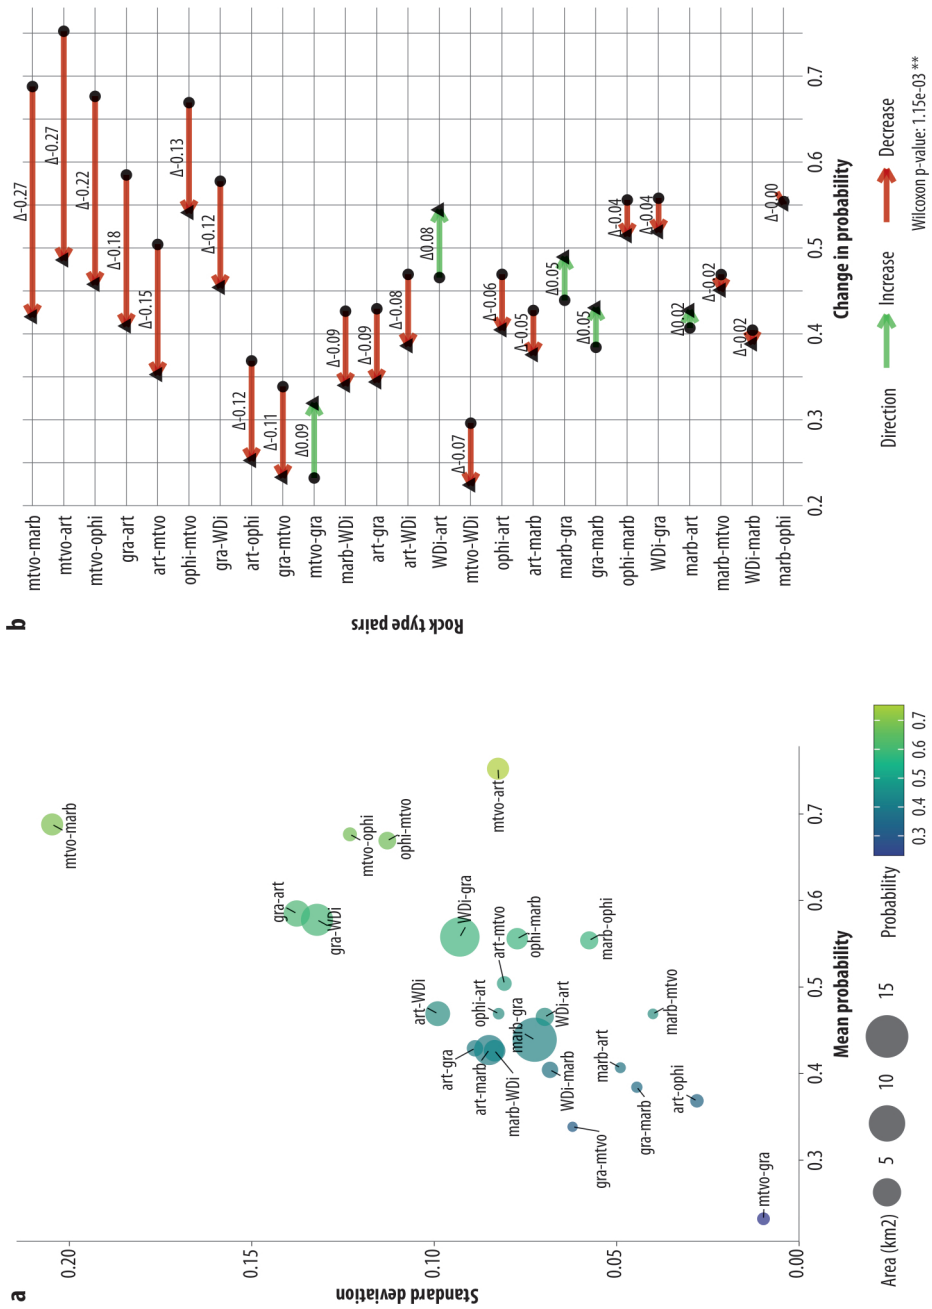 a
Standard deviation
0.20
0.15
0.10
0.05
0.00
mtvo-marb
mtvo-ophi
ophi-mtvo
mtvo-art
gra-art
gra-WDi
WDi-gra
art-mtvo
ophi-marb
marb-ophi
art-WDi
ophi-art
marb-gra
WDi-art
marb-mtvo
art-gra
art-marb
marb-WDi
WDi-marb
marb-art
gra-mtvo
gra-marb
art-ophi
mtvo-gra
0.3
0.4
0.5
0.6
0.7
Mean probability
Area (km2)
5
10
15
Probability
0.3
0.4
0.5
0.6
0.7
b
Rock type pairs
mtvo-marb
Δ-0.27
mtvo-art
Δ-0.27
mtvo-ophi
Δ-0.22
gra-art
Δ-0.18
art-mtvo
Δ-0.15
ophi-mtvo
Δ-0.13
gra-WDi
Δ-0.12
art-ophi
Δ-0.12
gra-mtvo
Δ-0.11
mtvo-gra
Δ0.09
marb-WDi
Δ-0.09
art-gra
Δ-0.09
art-WDi
Δ-0.08
WDi-art
Δ0.08
mtvo-WDi
Δ-0.07
ophi-art
Δ-0.06
art-marb
Δ-0.05
marb-gra
Δ0.05
gra-marb
Δ0.05
ophi-marb
Δ-0.04
WDi-gra
Δ-0.04
marb-art
Δ0.02
marb-mtvo
Δ-0.02
WDi-marb
Δ-0.02
marb-ophi
Δ-0.00
0.2
0.3
0.4
0.5
0.6
0.7
Change in probability
Direction
Increase
Decrease
Wilcoxon p-value: 1.15e-03 **